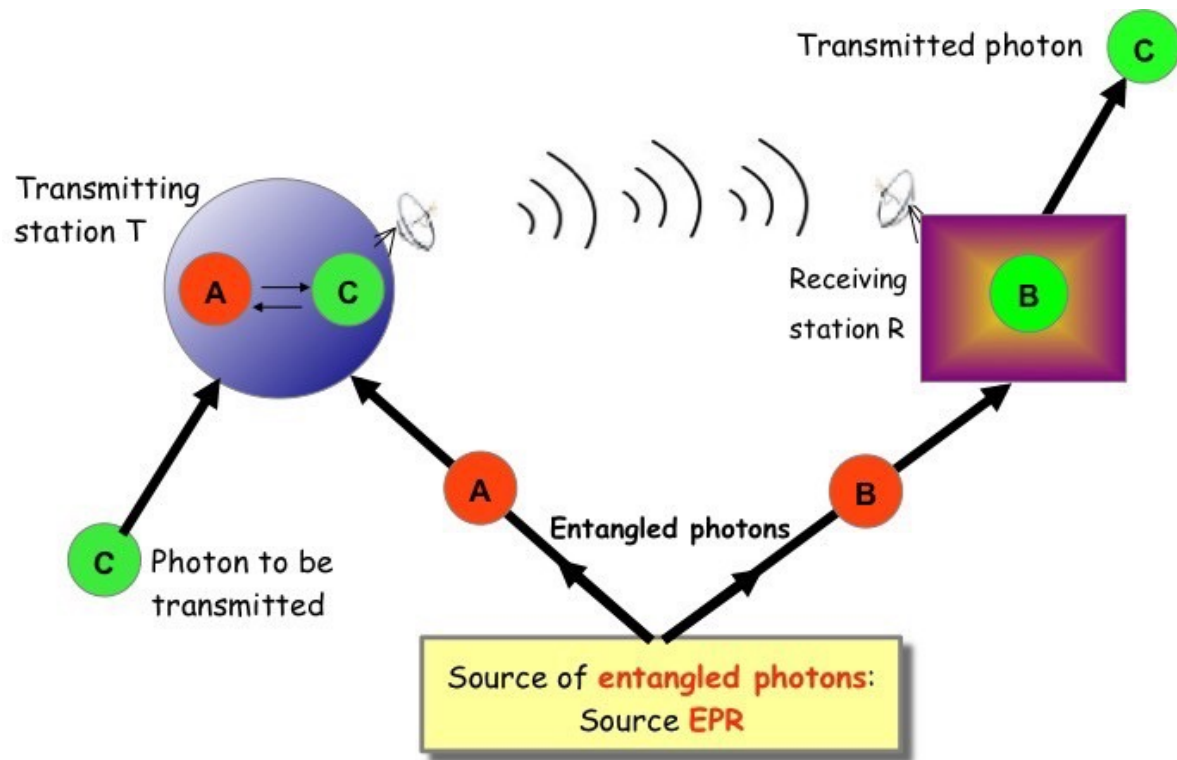 Transmitted photon
C
Transmitting
station T
A
C
Receiving
station R
B
A
B
Entangled photons
C
Photon to be
transmitted
Source of entangled photons:
Source EPR